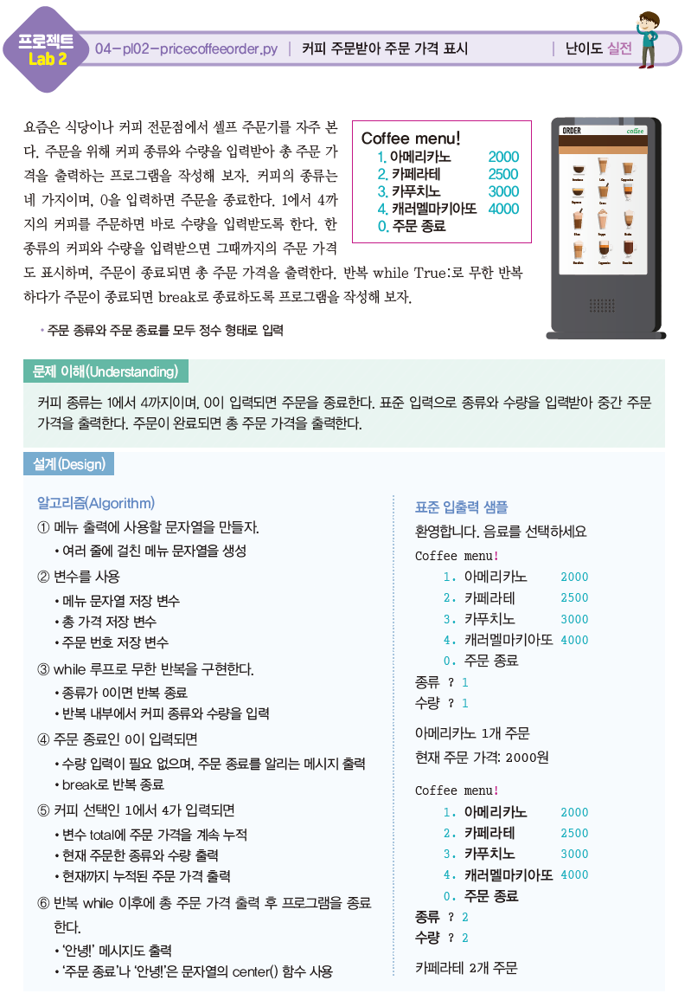 프로젝트
Lab 2
04-pl02-pricecoffeeorder.py | 커피 주문받아 주문 가격 표시 | 난이도 실전
요즘은 식당이나 커피 전문점에서 셀프 주문기를 자주 본
다. 주문을 위해 커피 종류와 수량을 입력받아 총 주문 가
격을 출력하는 프로그램을 작성해 보자. 커피의 종류는
네 가지이며, 0을 입력하면 주문을 종료한다. 1에서 4까
지의 커피를 주문하면 바로 수량을 입력받도록 한다. 한
종류의 커피와 수량을 입력받으면 그때까지의 주문 가격
도 표시하며, 주문이 종료되면 총 주문 가격을 출력한다. 반복 while True:로 무한 반복
하다가 주문이 종료되면 break로 종료하도록 프로그램을 작성해 보자.
• 주문 종류와 주문 종료를 모두 정수 형태로 입력
Coffee menu!
1. 아메리카노 2000
2. 카페라테 2500
3. 카푸치노 3000
4. 캐러멜마키아또 4000
0. 주문 종료
ORDER
coffee
문제 이해(Understanding)
커피 종류는 1에서 4까지이며, 0이 입력되면 주문을 종료한다. 표준 입력으로 종류와 수량을 입력받아 중간 주문
가격을 출력한다. 주문이 완료되면 총 주문 가격을 출력한다.
설계(Design)
알고리즘(Algorithm)
① 메뉴 출력에 사용할 문자열을 만들자.
• 여러 줄에 걸친 메뉴 문자열을 생성
② 변수를 사용
• 메뉴 문자열 저장 변수
• 총 가격 저장 변수
• 주문 번호 저장 변수
③ while 루프로 무한 반복을 구현한다.
• 종류가 0이면 반복 종료
• 반복 내부에서 커피 종류와 수량을 입력
④ 주문 종료인 0이 입력되면
• 수량 입력이 필요 없으며, 주문 종료를 알리는 메시지 출력
• break로 반복 종료
⑤ 커피 선택인 1에서 4가 입력되면
• 변수 total에 주문 가격을 계속 누적
• 현재 주문한 종류와 수량 출력
• 현재까지 누적된 주문 가격 출력
⑥ 반복 while 이후에 총 주문 가격 출력 후 프로그램을 종료
한다.
• ‘안녕!’ 메시지도 출력
• ‘주문 종료’나 ‘안녕!’은 문자열의 center() 함수 사용
표준 입출력 샘플
환영합니다. 음료를 선택하세요
Coffee menu!
1. 아메리카노 2000
2. 카페라테 2500
3. 카푸치노 3000
4. 캐러멜마키아또 4000
0. 주문 종료
종류 ? 1
수량 ? 1
아메리카노 1개 주문
현재 주문 가격: 2000원
Coffee menu!
1. 아메리카노 2000
2. 카페라테 2500
3. 카푸치노 3000
4. 캐러멜마키아또 4000
0. 주문 종료
종류 ? 2
수량 ? 2
카페라테 2개 주문